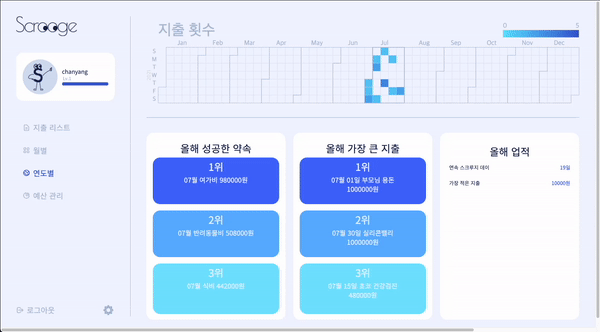 Scrooge
chanyang
Lv.3
지출 리스트
월별
연도별
예산 관리
로그아웃
지출 횟수
0 5
Jan Feb Mar Apr May Jun Jul Aug Sep Oct Nov Dec
S
M
T
W
T
F
S
올해 성공한 약속
1위
07월 여가비 980000원
2위
07월 반려동물비 508000원
3위
07월 식비 442000원
올해 가장 큰 지출
1위
07월 01일 부모님 용돈
1000000원
2위
07월 30일 실리콘밸리
1000000원
3위
07월 15일 효꼬 건강검진
480000원
올해 업적
연속 스크루지 데이 19일
가장 적은 지출 10000원